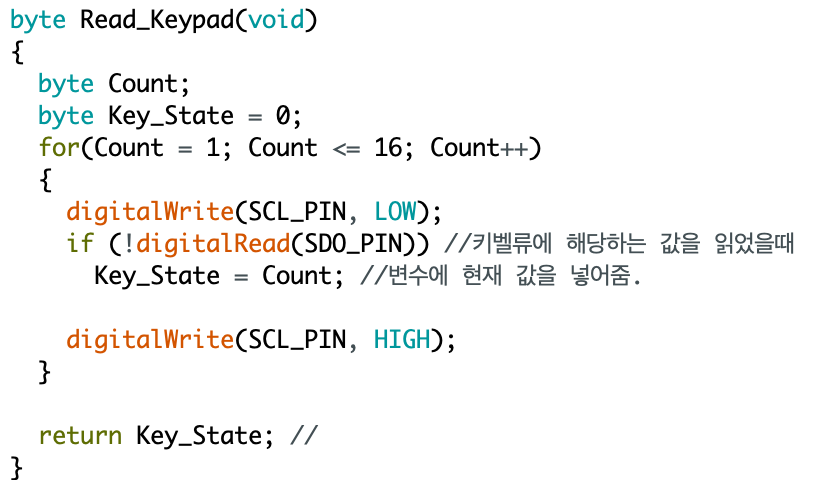 byte Read_Keypad(void)
{
  byte Count;
  byte Key_State = 0;
  for(Count = 1; Count <= 16; Count++)
  {
    digitalWrite(SCL_PIN, LOW);
    if (!digitalRead(SDO_PIN)) //키벨류에 해당하는 값을 읽었을때
      Key_State = Count; //변수에 현재 값을 넣어줌.

    digitalWrite(SCL_PIN, HIGH);
  }

  return Key_State; //
}